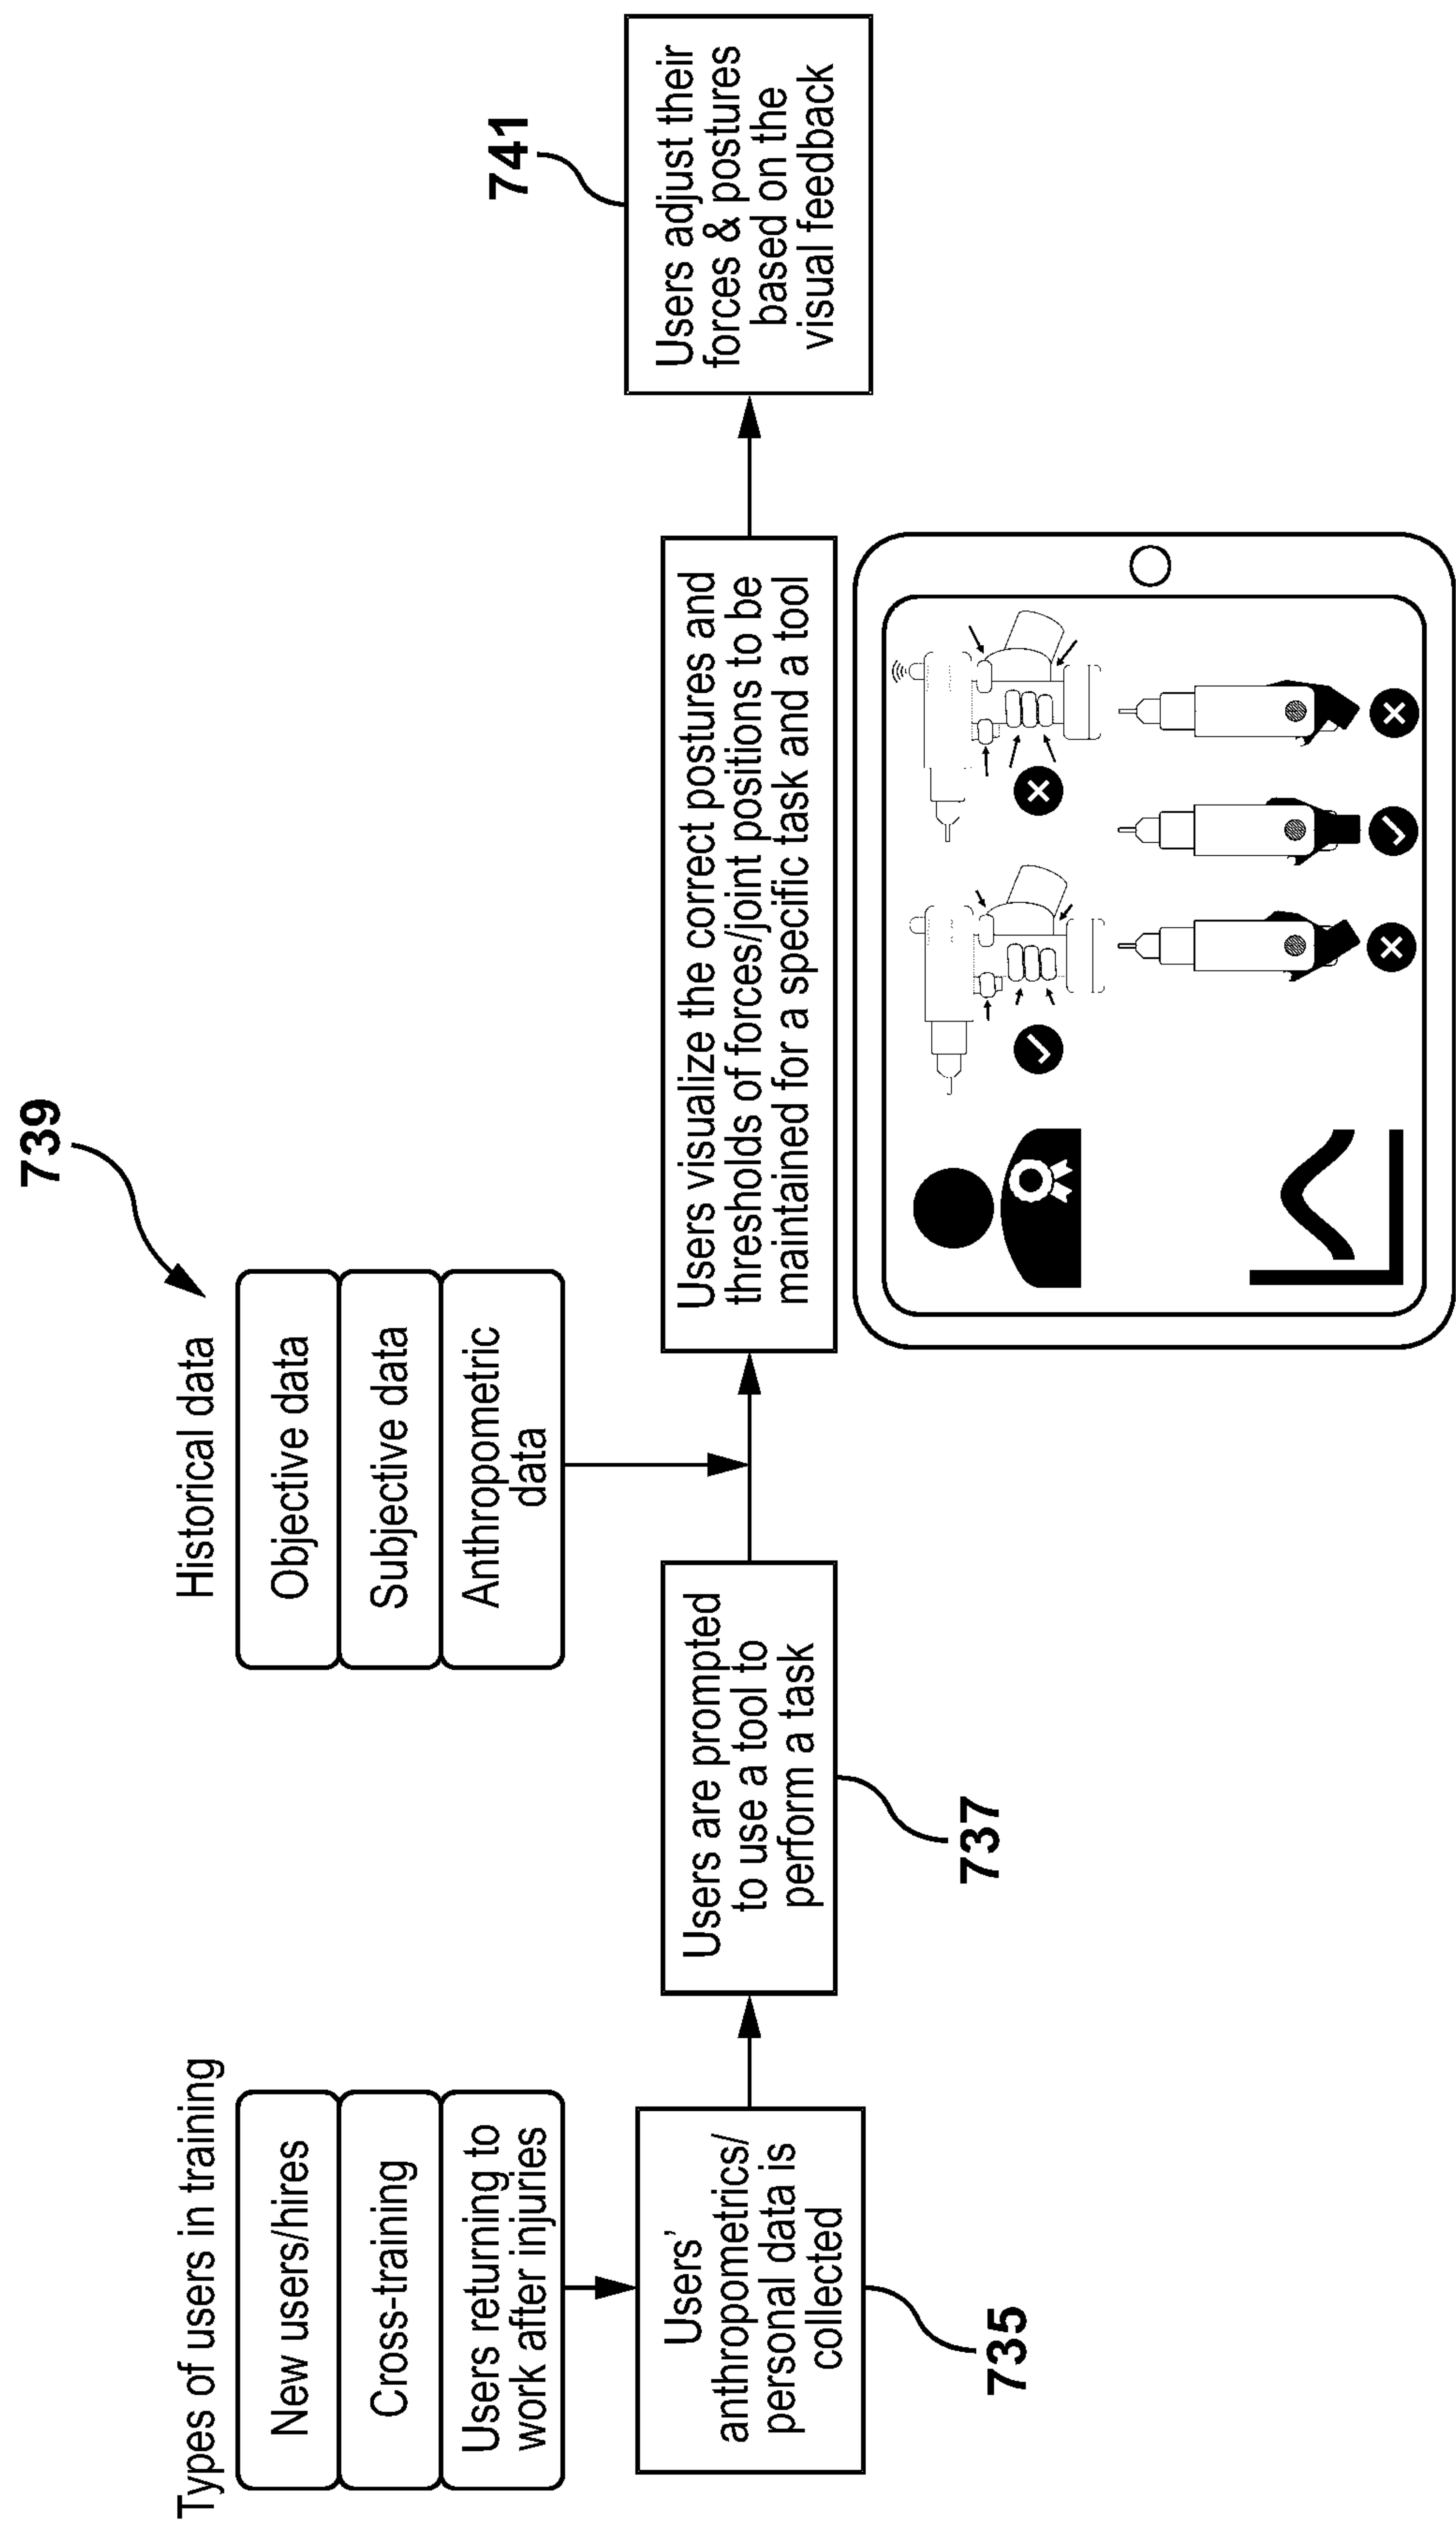 Types of users in training
New users/hires
Cross-training
Users returning to
work after injuries
Users’
anthropometrics/
personal data is
collected
735
Users are prompted
to use a tool to
perform a task
737
Historical data
Objective data
Subjective data
Anthropometric
data
739
Users visualize the correct postures and
thresholds of forces/joint positions to be
maintained for a specific task and a tool
Users adjust their
forces & postures
based on the
visual feedback
741